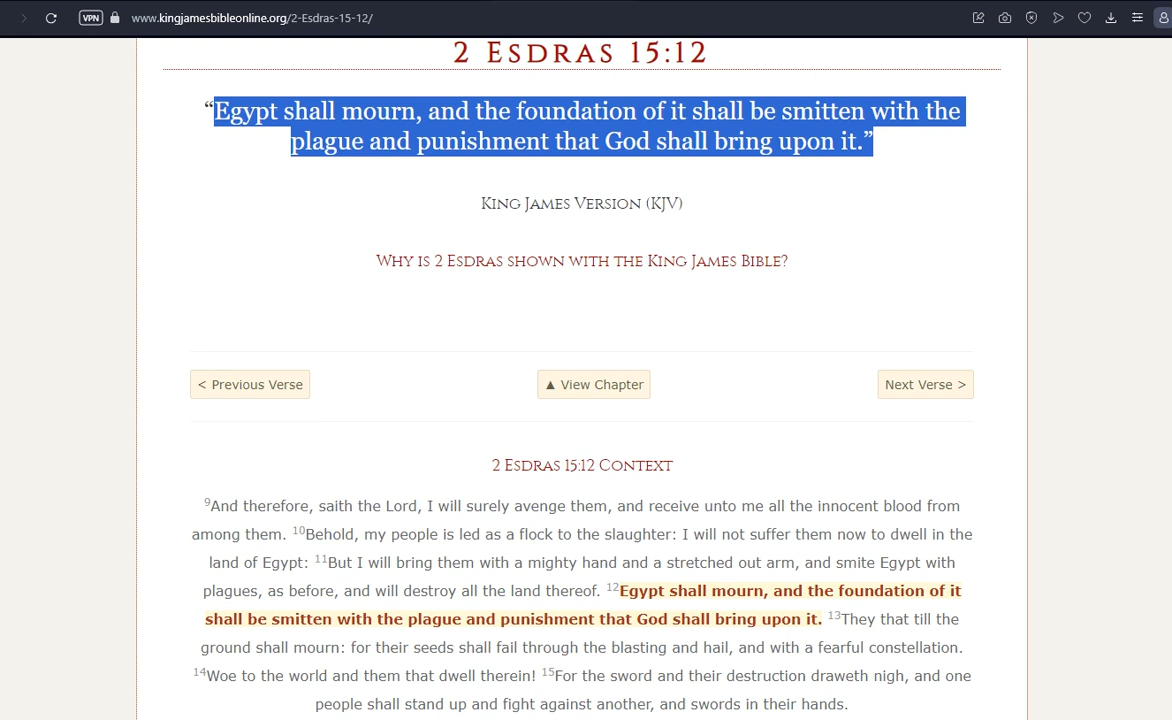 VPN www.kingjamesbibleonline.org/2-Esdras-15-12/
2 ESDRAS 15:12
“Egypt shall mourn, and the foundation of it shall be smitten with the
plague and punishment that God shall bring upon it.”
KING JAMES VERSION (KJV)
WHY IS 2 ESDRAS SHOWN WITH THE KING JAMES BIBLE?
< Previous Verse ▲ View Chapter Next Verse >
2 ESDRAS 15:12 CONTEXT
9And therefore, saith the Lord, I will surely avenge them, and receive unto me all the innocent blood from
among them. 10Behold, my people is led as a flock to the slaughter: I will not suffer them now to dwell in the
land of Egypt: 11But I will bring them with a mighty hand and a stretched out arm, and smite Egypt with
plagues, as before, and will destroy all the land thereof. 12Egypt shall mourn, and the foundation of it
shall be smitten with the plague and punishment that God shall bring upon it. 13They that till the
ground shall mourn: for their seeds shall fail through the blasting and hail, and with a fearful constellation.
14Woe to the world and them that dwell therein! 15For the sword and their destruction draweth nigh, and one
people shall stand up and fight against another, and swords in their hands.